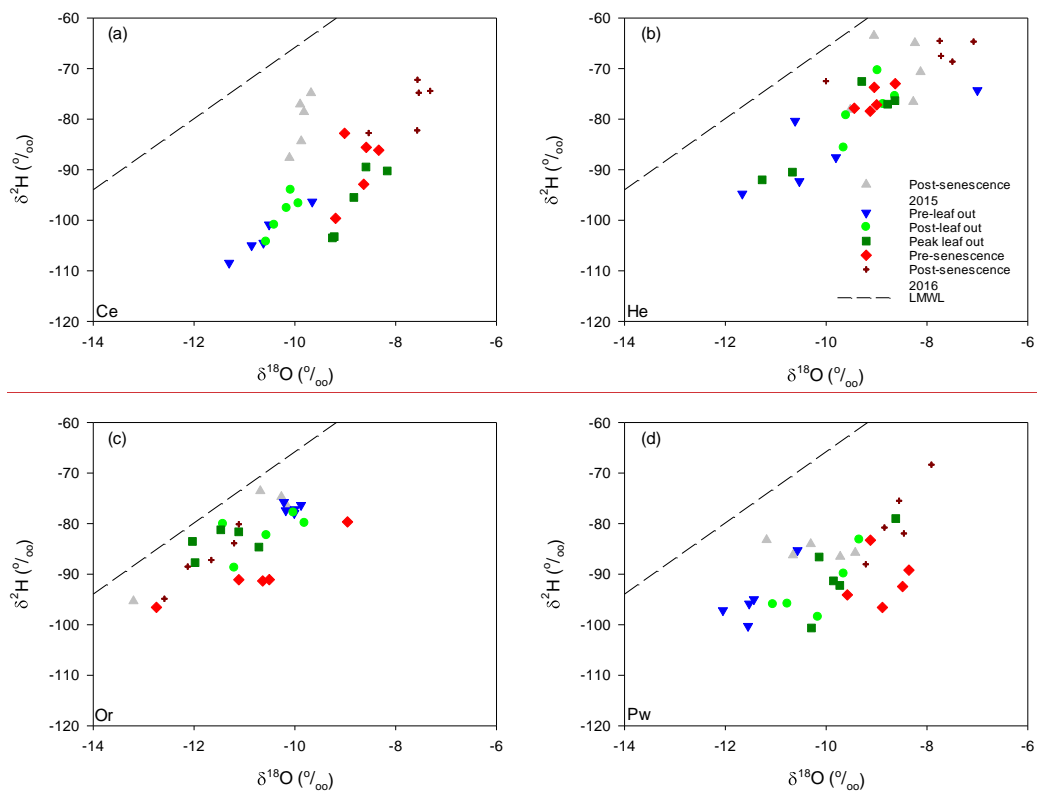 (a)
-60
-70
-80
-90
-100
-110
-120
δ²H (o/oo)
Ce
-14 -12 -10 -8 -6
δ18O (o/oo)
(b)
-60
-70
-80
-90
-100
-110
-120
δ²H (o/oo)
Post-senescence
2015
Pre-leaf out
Post-leaf out
Peak leaf out
Pre-senescence
Post-senescence
2016
LMWL
He
-14 -12 -10 -8 -6
δ18O (o/oo)
(c)
-60
-70
-80
-90
-100
-110
-120
δ²H (o/oo)
Or
-14 -12 -10 -8 -6
δ18O (o/oo)
(d)
-60
-70
-80
-90
-100
-110
-120
δ²H (o/oo)
Pw
-14 -12 -10 -8 -6
δ18O (o/oo)